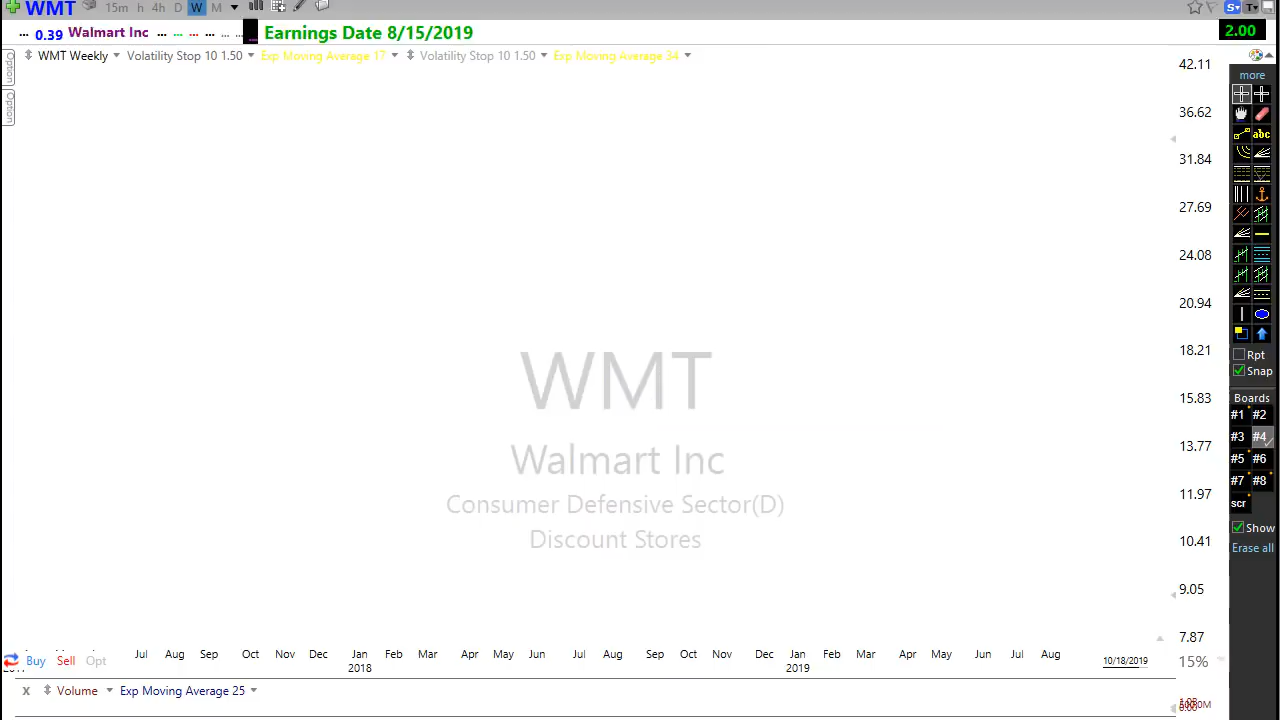 WMT 15m h 4h D W M S T
... 0.39 Walmart Inc ... ... ... ... ... Earnings Date 8/15/2019 2.00
WMT Weekly Volatility Stop 10 1.50 Exp Moving Average 17 Volatility Stop 10 1.50 Exp Moving Average 34
Option
Option
42.11
36.62
31.84
27.69
24.08
20.94
18.21
15.83
13.77
11.97
10.41
9.05
7.87
15%
more
abc
Rpt
Snap
Boards
#1 #2
#3 #4
#5 #6
#7 #8
scr
Show
Erase all
WMT
Walmart Inc
Consumer Defensive Sector(D)
Discount Stores
Buy Sell Opt
Jul Aug Sep Oct Nov Dec Jan Feb Mar Apr May Jun Jul Aug Sep Oct Nov Dec Jan Feb Mar Apr May Jun Jul Aug
2018 2019 10/18/2019
X Volume Exp Moving Average 25